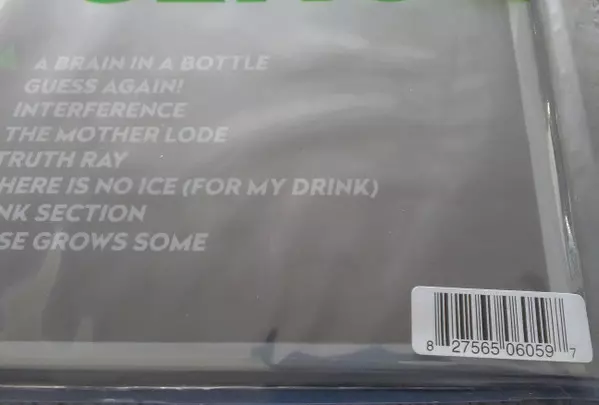 A BRAIN IN A BOTTLE
GUESS AGAIN!
INTERFERENCE
THE MOTHER LODE
TRUTH RAY
HERE IS NO ICE (FOR MY DRINK)
NK SECTION
SE GROWS SOME
8 27565 06059 7